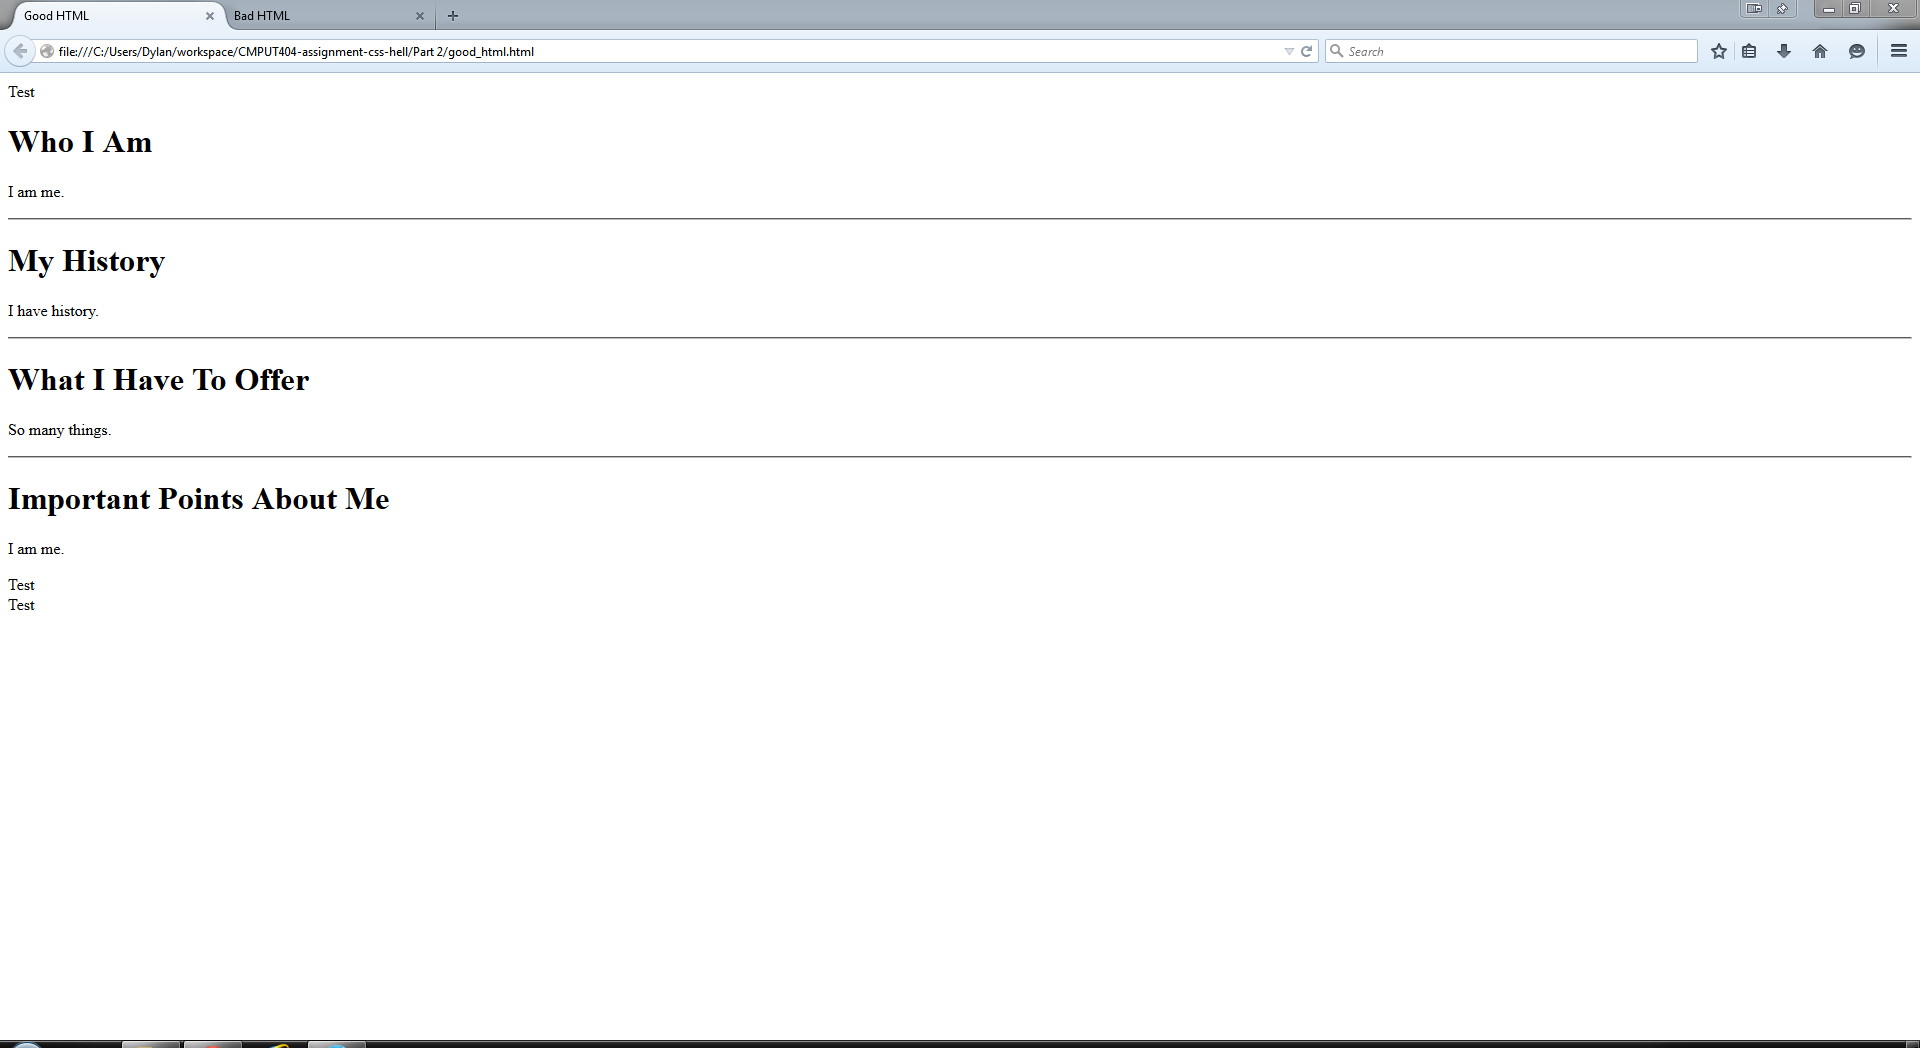 Good HTML
Bad HTML
file:///C:/Users/Dylan/workspace/CMPUT404-assignment-css-hell/Part 2/good_html.html
Search
Test
Who I Am
I am me.
My History
I have history.
What I Have To Offer
So many things.
Important Points About Me
I am me.
Test
Test